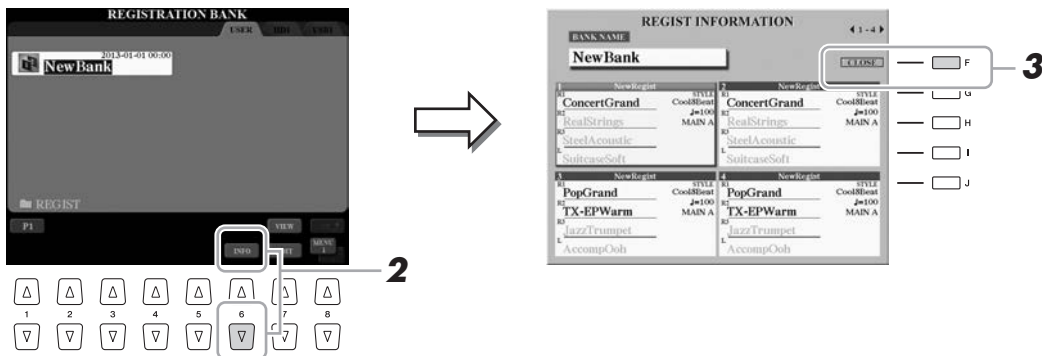 REGISTRATION BANK
USER HD1 USB1
2013-01-01 00:00
NewBank
REGIST
P1 VIEW
INFO MENU 1
2
1 2 3 4 5 6 7 8
REGIST INFORMATION
BANK NAME
1-4
NewBank
CLOSE
F
3
G
H
I
J
1 NewRegist
R1 ConcertGrand STYLE
Cool8Beat
R2 RealStrings ♩=100
MAIN A
R3 SteelAcoustic
L SuitcaseSoft
2 NewRegist
R1 ConcertGrand STYLE
Cool8Beat
R2 RealStrings ♩=100
MAIN A
R3 SteelAcoustic
L SuitcaseSoft
3 NewRegist
R1 PopGrand STYLE
Cool8Beat
R2 TX-EPWarm ♩=100
MAIN A
R3 JazzTrumpet
L AccompOoh
4 NewRegist
R1 PopGrand STYLE
Cool8Beat
R2 TX-EPWarm ♩=100
MAIN A
R3 JazzTrumpet
L AccompOoh